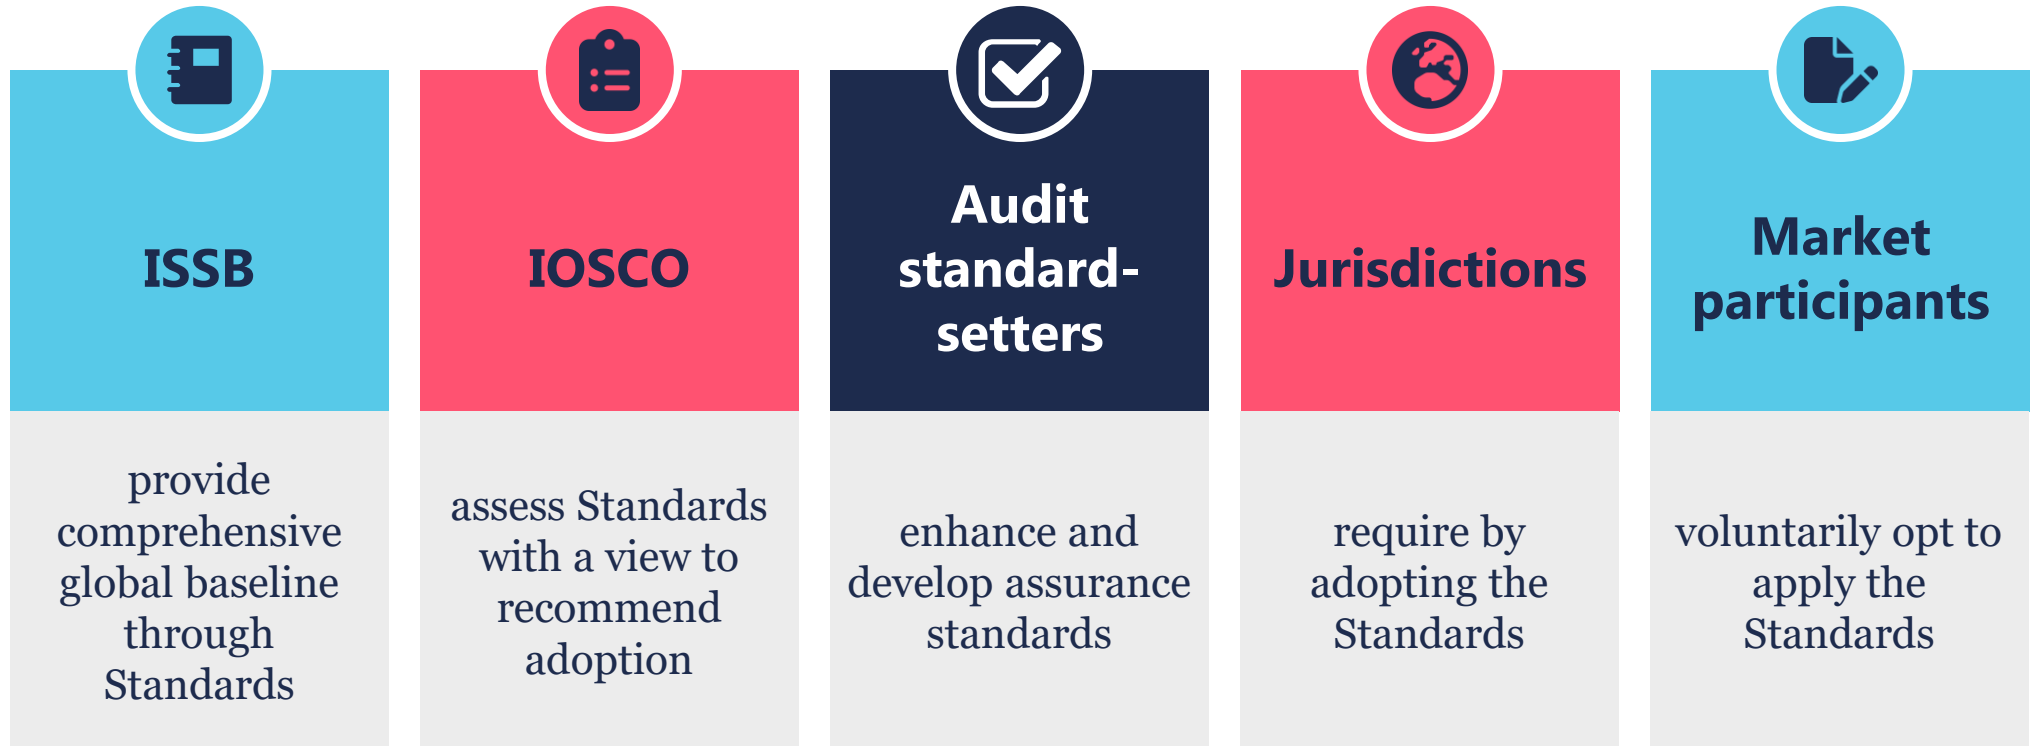 ISSB
provide
comprehensive
global baseline
through
Standards
IOSCO
assess Standards
with a view to
recommend
adoption
Audit
standard-
setters
enhance and
develop assurance
standards
Jurisdictions
require by
adopting the
Standards
Market
participants
voluntarily opt to
apply the
Standards